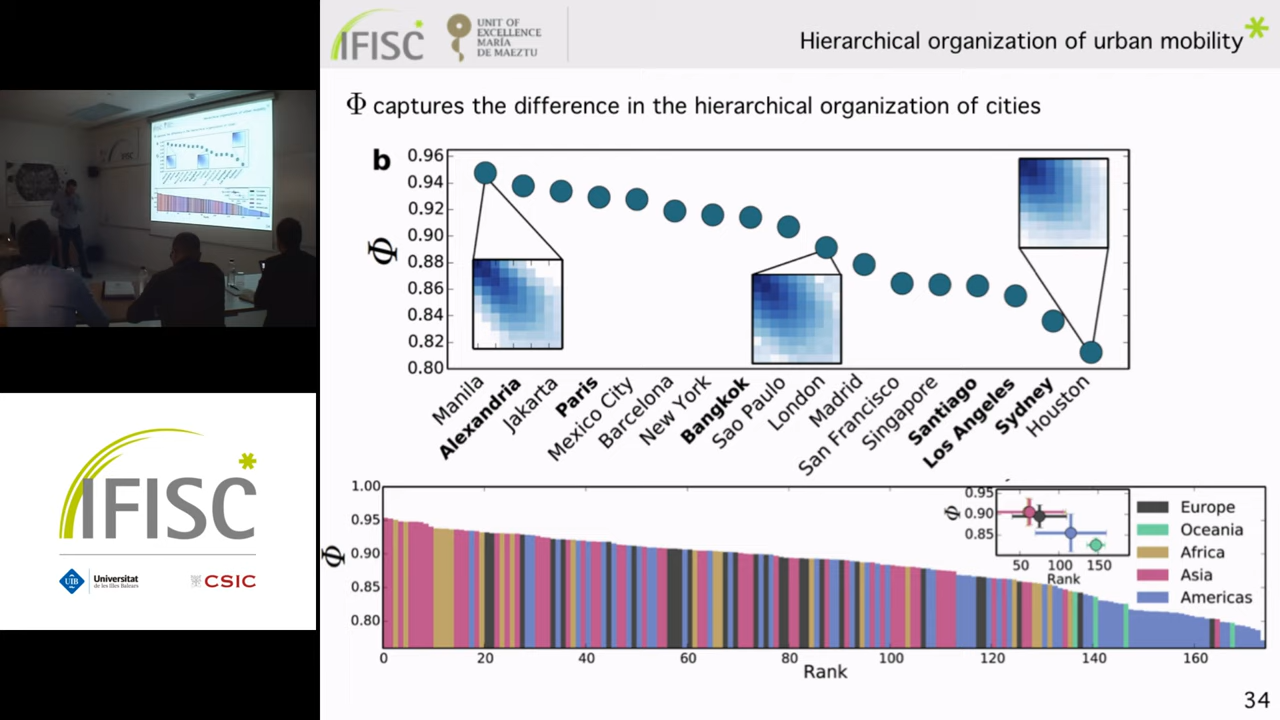 IFISC
UNIT OF
EXCELLENCE
MARÍA
DE MAEZTU
Hierarchical organization of urban mobility
Φ captures the difference in the hierarchical organization of cities
b
Φ
0.96
0.94
0.92
0.90
0.88
0.86
0.84
0.82
0.80
Manila
Alexandria
Jakarta
Paris
Mexico City
Barcelona
New York
Bangkok
Sao Paulo
London
Madrid
San Francisco
Singapore
Santiago
Los Angeles
Sydney
Houston
Φ
1.00
0.95
0.90
0.85
0.80
0 20 40 60 80 100 120 140 160
Rank
Φ
0.95
0.90
0.85
50 100 150
Rank
Europe
Oceania
Africa
Asia
Americas
34
IFISC
UIB
Universitat
de les Illes Balears
CSIC